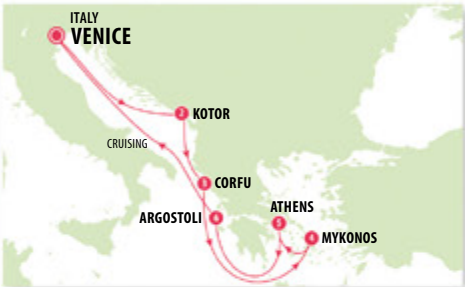 ITALY
VENICE
2 KOTOR
CRUISING
3 CORFU
ATHENS
ARGOSTOLI 6
5
4 MYKONOS